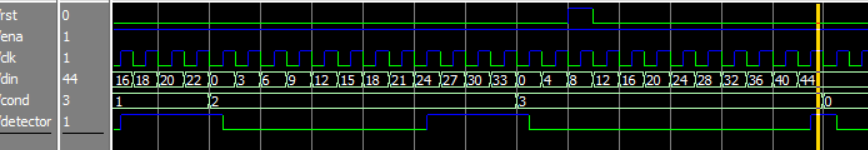 /rst 0
/ena 1
/clk 1
/din 44 16 18 20 22 0 3 6 9 12 15 18 21 24 27 30 33 0 4 8 12 16 20 24 28 32 36 40 44
/cond 3 1 2 3 0
/detector 1